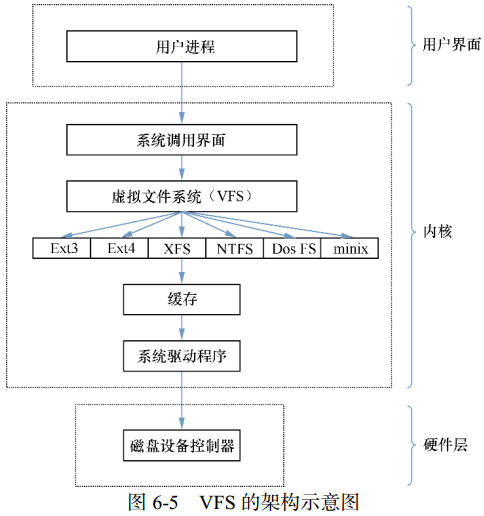 用户进程
用户界面
系统调用界面
虚拟文件系统（VFS）
Ext3 Ext4 XFS NTFS Dos FS minix
内核
缓存
系统驱动程序
磁盘设备控制器
硬件层
图 6-5 VFS 的架构示意图